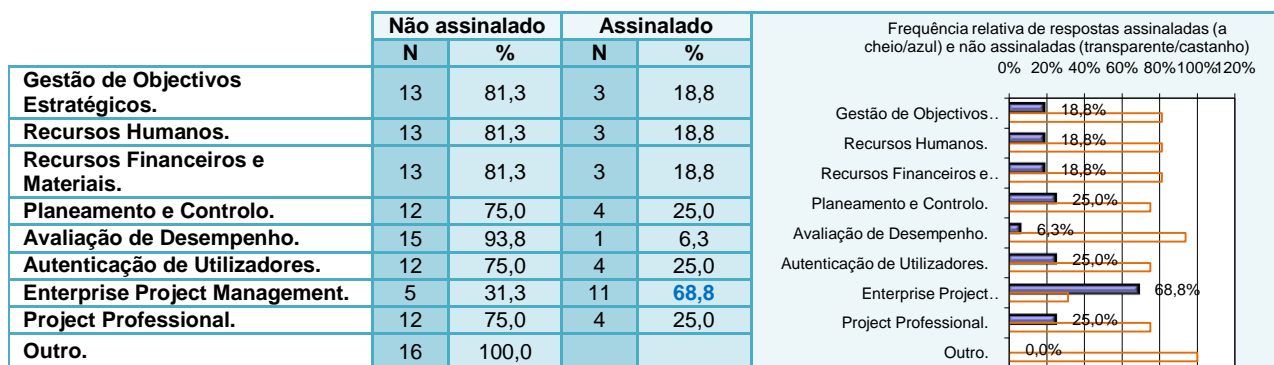 Não assinalado Assinalado
N % N %
Gestão de Objectivos
Estratégicos. 13 81,3 3 18,8
Recursos Humanos. 13 81,3 3 18,8
Recursos Financeiros e
Materiais. 13 81,3 3 18,8
Planeamento e Controlo. 12 75,0 4 25,0
Avaliação de Desempenho. 15 93,8 1 6,3
Autenticação de Utilizadores. 12 75,0 4 25,0
Enterprise Project Management. 5 31,3 11 68,8
Project Professional. 12 75,0 4 25,0
Outro. 16 100,0
Frequência relativa de respostas assinaladas (a
cheio/azul) e não assinaladas (transparente/castanho)
0% 20% 40% 60% 80%100%120%
Gestão de Objectivos.. 18,8%
Recursos Humanos. 18,8%
Recursos Financeiros e.. 18,8%
Planeamento e Controlo. 25,0%
Avaliação de Desempenho. 6,3%
Autenticação de Utilizadores. 25,0%
Enterprise Project.. 68,8%
Project Professional. 25,0%
Outro. 0,0%